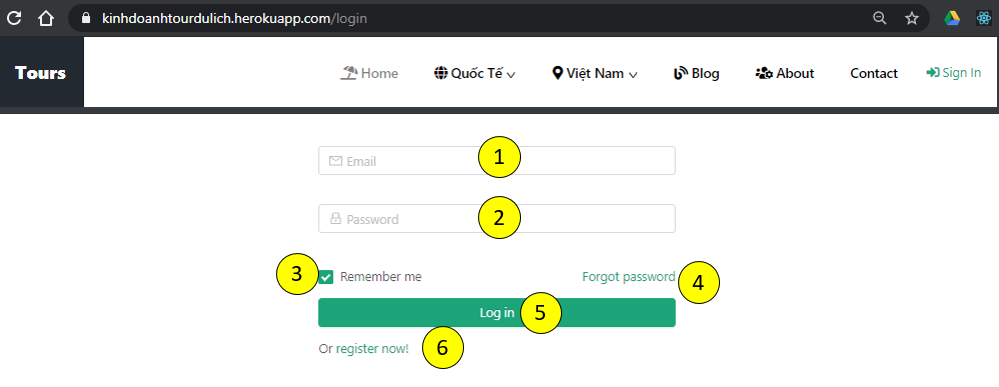 kinhdoanhtourdulich.herokuapp.com/login
Tours Home Quốc Tế Việt Nam Blog About Contact Sign In
Email 1
Password 2
3 Remember me Forgot password 4
Log in 5
Or register now! 6